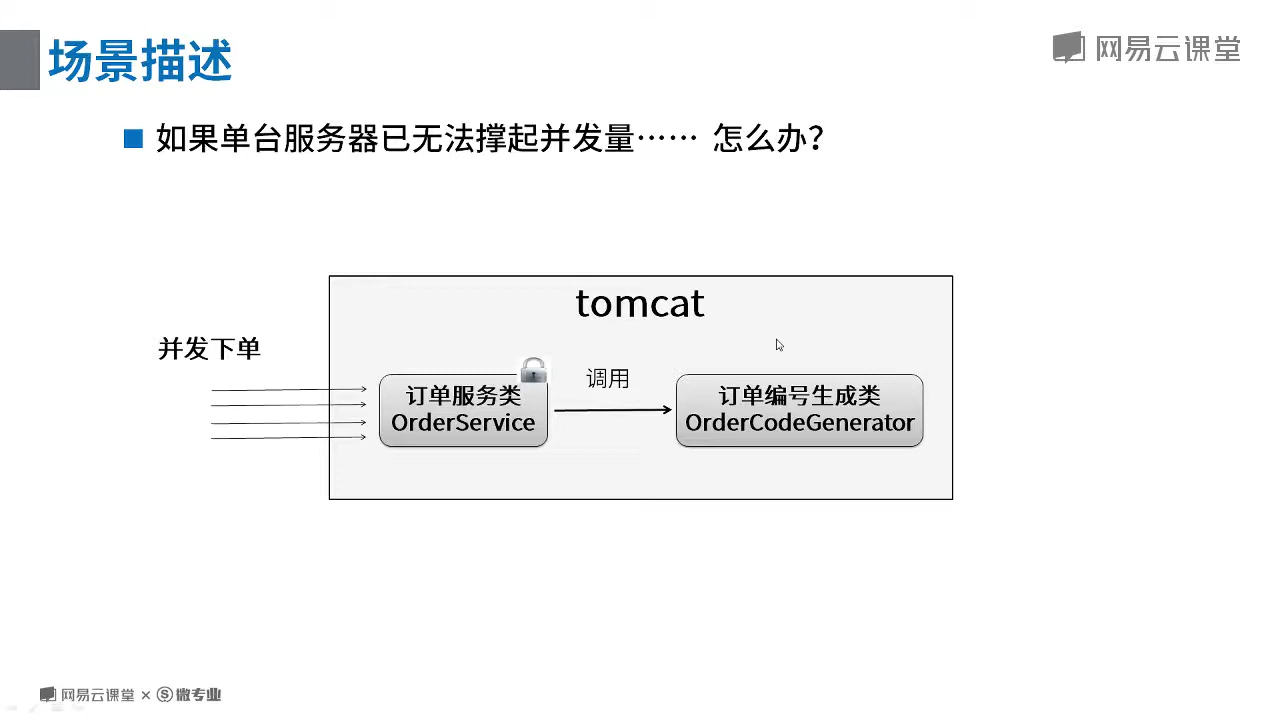 场景描述
网易云课堂
如果单台服务器已无法撑起并发量…… 怎么办？
tomcat
并发下单
订单服务类
OrderService
调用
订单编号生成类
OrderCodeGenerator
网易云课堂 × Ⓢ微专业